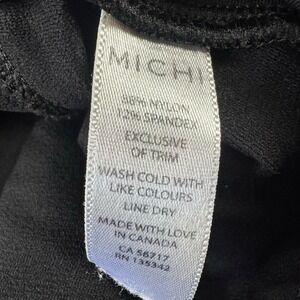 MICHI
88% NYLON
12% SPANDEX
EXCLUSIVE
OF TRIM
WASH COLD WITH
LIKE COLOURS
LINE DRY
MADE WITH LOVE
IN CANADA
CA 56717
RN 135342